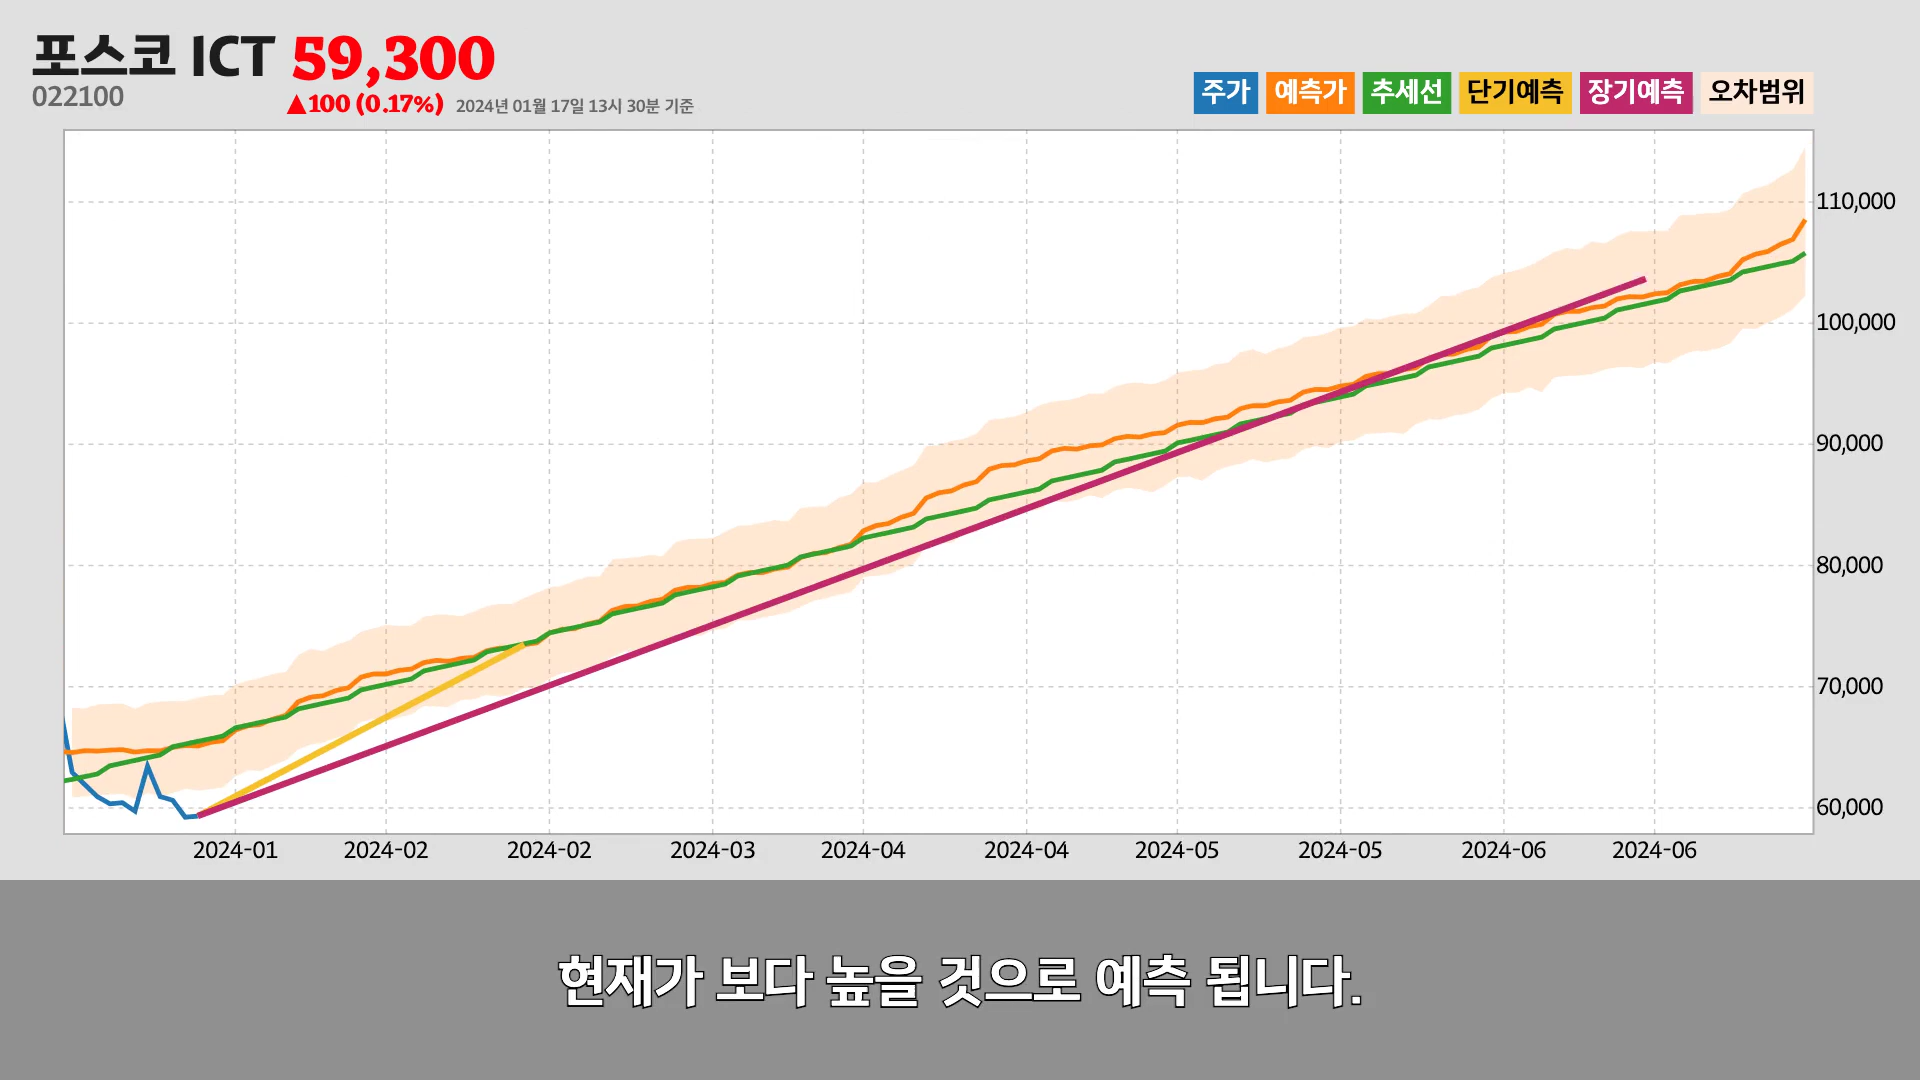 포스코 ICT 59,300
022100
▲100 (0.17%) 2024년 01월 17일 13시 30분 기준
주가 예측가 추세선 단기예측 장기예측 오차범위
110,000
100,000
90,000
80,000
70,000
60,000
2024-01 2024-02 2024-02 2024-03 2024-04 2024-04 2024-05 2024-05 2024-06 2024-06
현재가 보다 높을 것으로 예측 됩니다.